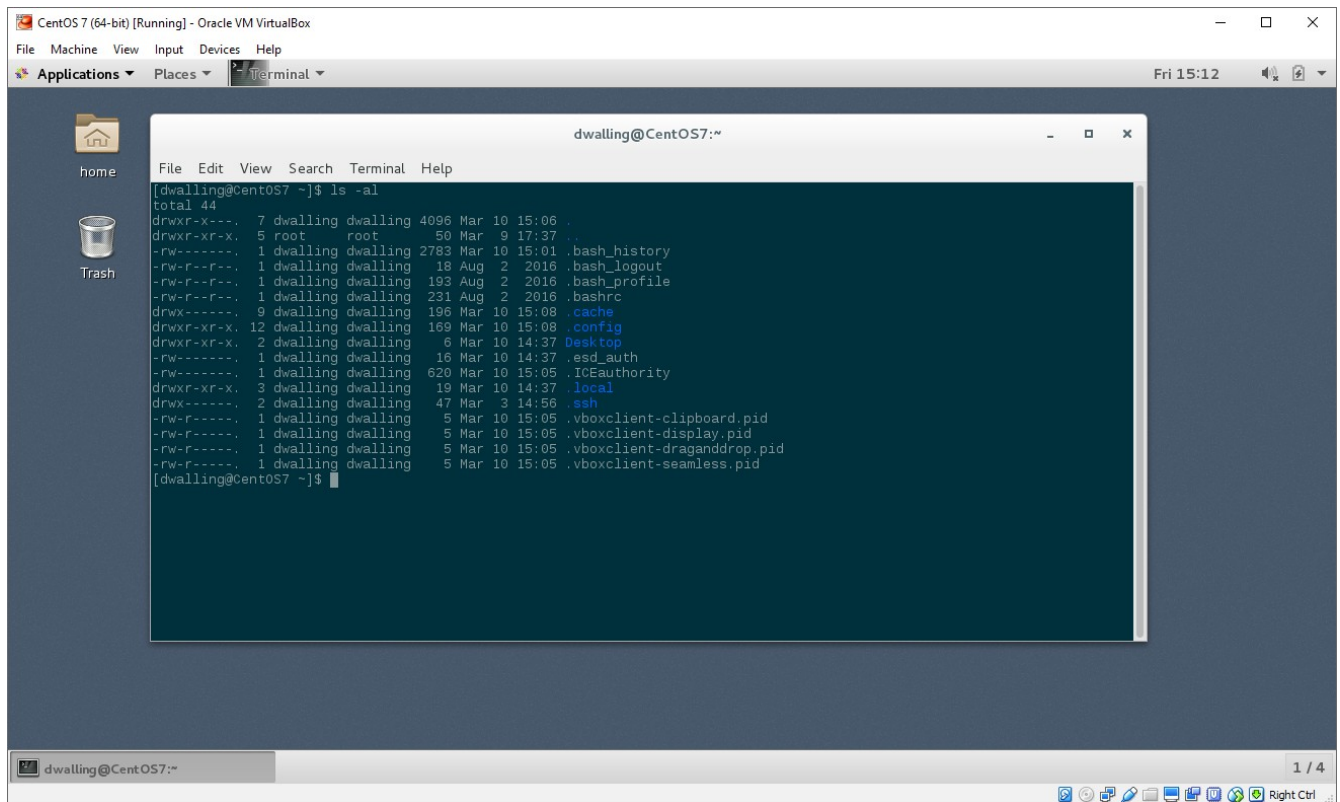 CentOS 7 (64-bit) [Running] - Oracle VM VirtualBox
File Machine View Input Devices Help
Applications Places Terminal Fri 15:12
home
Trash
dwalling@CentOS7:~
File Edit View Search Terminal Help
[dwalling@CentOS7 ~]$ ls -al
total 44
drwxr-x---. 7 dwalling dwalling 4096 Mar 10 15:06 .
drwxr-xr-x. 5 root root 50 Mar 9 17:37 ..
-rw-------. 1 dwalling dwalling 2783 Mar 10 15:01 .bash_history
-rw-r--r--. 1 dwalling dwalling 18 Aug 2 2016 .bash_logout
-rw-r--r--. 1 dwalling dwalling 193 Aug 2 2016 .bash_profile
-rw-r--r--. 1 dwalling dwalling 231 Aug 2 2016 .bashrc
drwx------. 9 dwalling dwalling 196 Mar 10 15:08 .cache
drwxr-xr-x. 12 dwalling dwalling 169 Mar 10 15:08 .config
drwxr-xr-x. 2 dwalling dwalling 6 Mar 10 14:37 Desktop
-rw-------. 1 dwalling dwalling 16 Mar 10 14:37 .esd_auth
-rw-------. 1 dwalling dwalling 620 Mar 10 15:05 .ICEauthority
drwxr-xr-x. 3 dwalling dwalling 19 Mar 10 14:37 .local
drwx------. 2 dwalling dwalling 47 Mar 3 14:56 .ssh
-rw-r-----. 1 dwalling dwalling 5 Mar 10 15:05 .vboxclient-clipboard.pid
-rw-r-----. 1 dwalling dwalling 5 Mar 10 15:05 .vboxclient-display.pid
-rw-r-----. 1 dwalling dwalling 5 Mar 10 15:05 .vboxclient-draganddrop.pid
-rw-r-----. 1 dwalling dwalling 5 Mar 10 15:05 .vboxclient-seamless.pid
[dwalling@CentOS7 ~]$
dwalling@CentOS7:~ 1 / 4
Right Ctrl